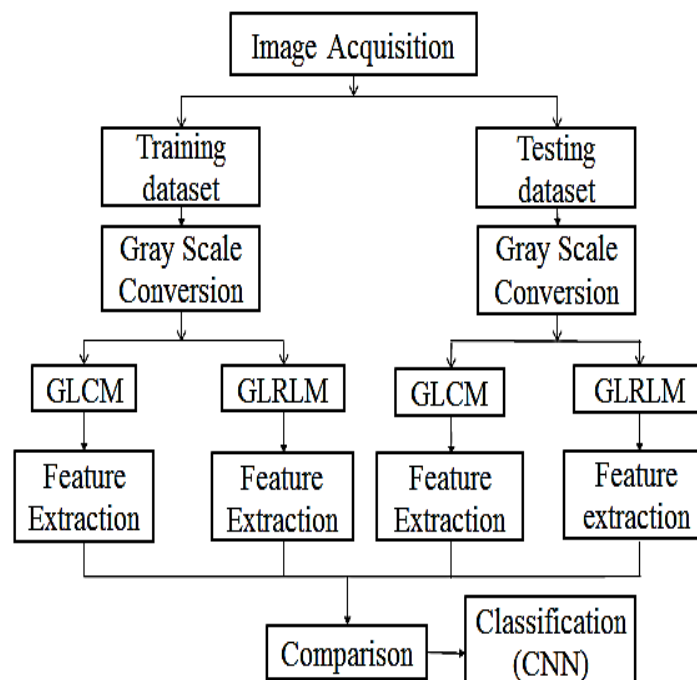 Image Acquisition
Training
dataset
Testing
dataset
Gray Scale
Conversion
Gray Scale
Conversion
GLCM
GLRLM
GLCM
GLRLM
Feature
Extraction
Feature
Extraction
Feature
Extraction
Feature
extraction
Comparison
Classification
(CNN)